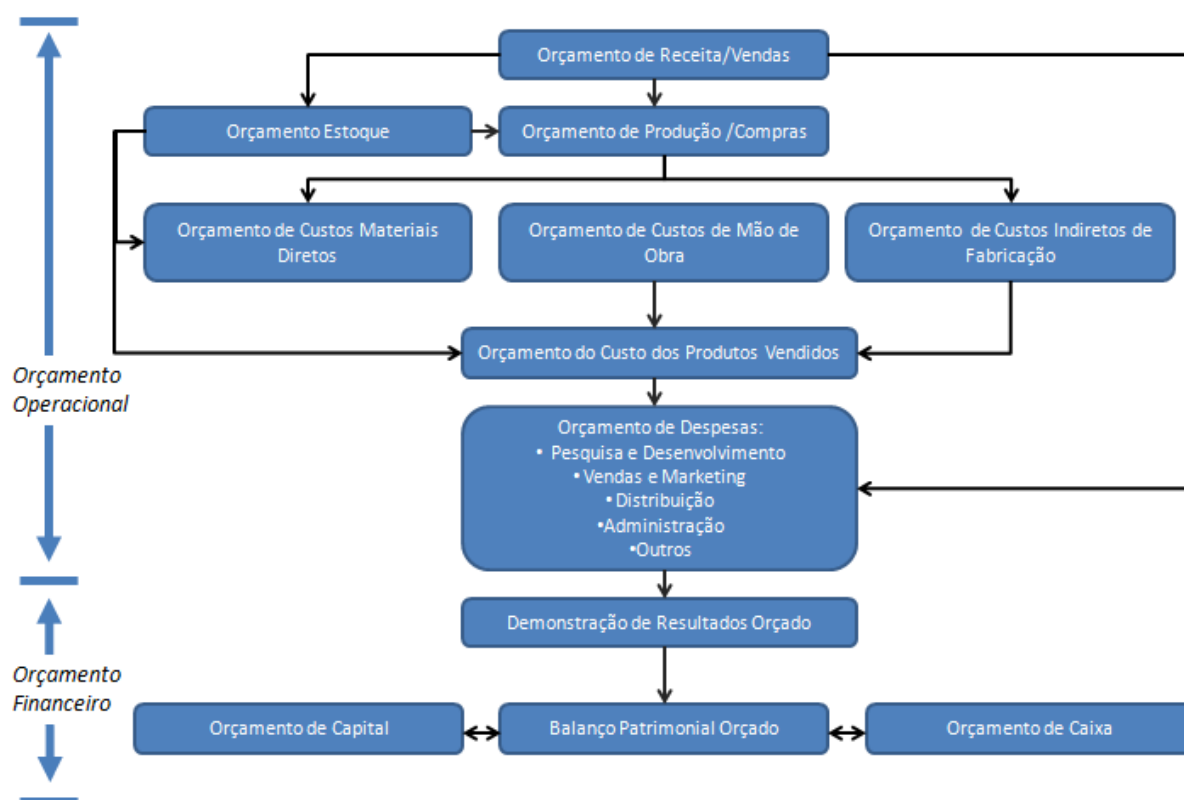 Orçamento de Receita/Vendas
Orçamento Estoque
Orçamento de Produção /Compras
Orçamento de Custos Materiais
Diretos
Orçamento de Custos de Mão de
Obra
Orçamento de Custos Indiretos de
Fabricação
Orçamento do Custo dos Produtos Vendidos
Orçamento
Operacional
Orçamento de Despesas:
• Pesquisa e Desenvolvimento
•Vendas e Marketing
•Distribuição
•Administração
•Outros
Demonstração de Resultados Orçado
Orçamento
Financeiro
Orçamento de Capital
Balanço Patrimonial Orçado
Orçamento de Caixa